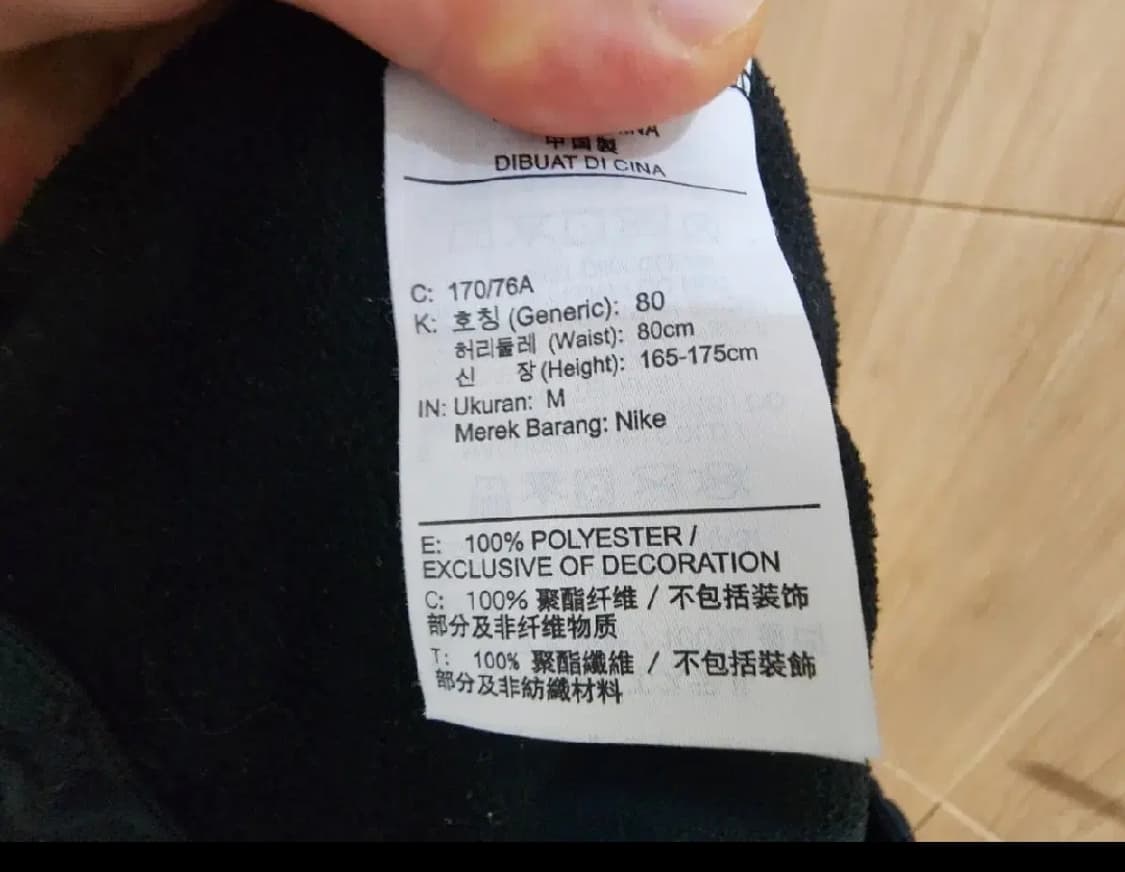 中国製
DIBUAT DI CINA
C: 170/76A
K: 호칭 (Generic): 80
허리둘레 (Waist): 80cm
신 장 (Height): 165-175cm
IN: Ukuran: M
Merek Barang: Nike
E: 100% POLYESTER /
EXCLUSIVE OF DECORATION
C: 100% 聚酯纤维 / 不包括装饰
部分及非纤维物质
T: 100% 聚酯纖維 / 不包括裝飾
部分及非紡織材料